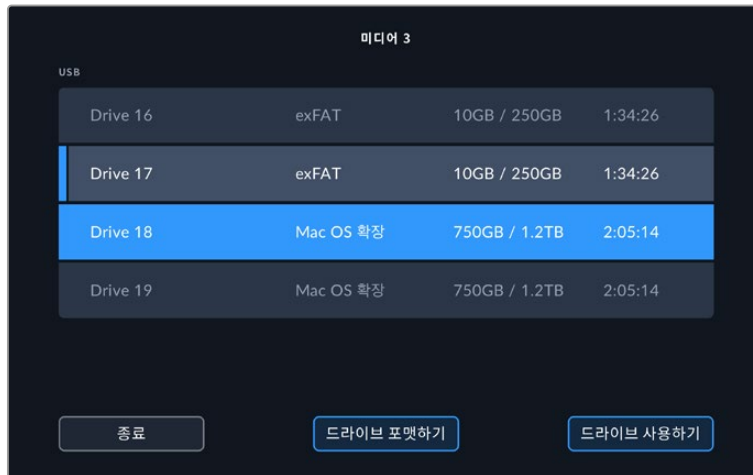 미디어 3
USB
Drive 16 exFAT 10GB / 250GB 1:34:26
Drive 17 exFAT 10GB / 250GB 1:34:26
Drive 18 Mac OS 확장 750GB / 1.2TB 2:05:14
Drive 19 Mac OS 확장 750GB / 1.2TB 2:05:14
종료 드라이브 포맷하기 드라이브 사용하기